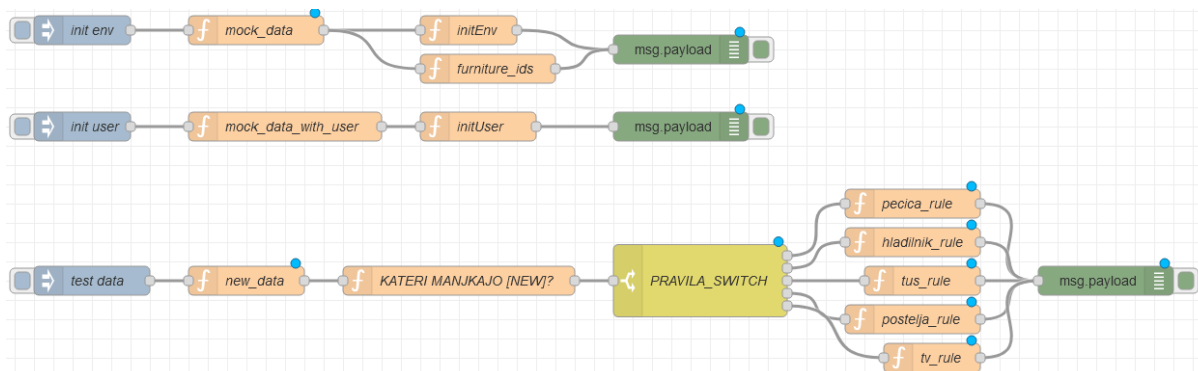 init env
mock_data
initEnv
msg.payload
furniture_ids
init user
mock_data_with_user
initUser
msg.payload
pecica_rule
hladilnik_rule
test data
new_data
KATERI MANJKAJO [NEW]?
PRAVILA_SWITCH
tus_rule
msg.payload
postelja_rule
tv_rule